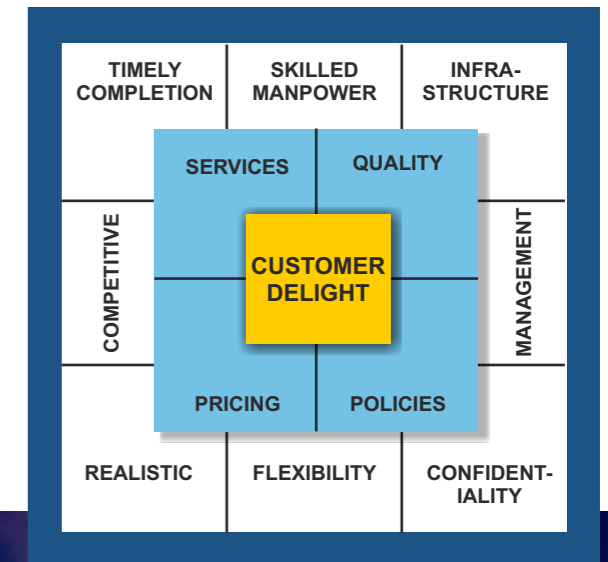 TIMELY
COMPLETION
SKILLED
MANPOWER
INFRA-
STRUCTURE
SERVICES
QUALITY
COMPETITIVE
CUSTOMER
DELIGHT
MANAGEMENT
PRICING
POLICIES
REALISTIC
FLEXIBILITY
CONFIDENT-
IALITY